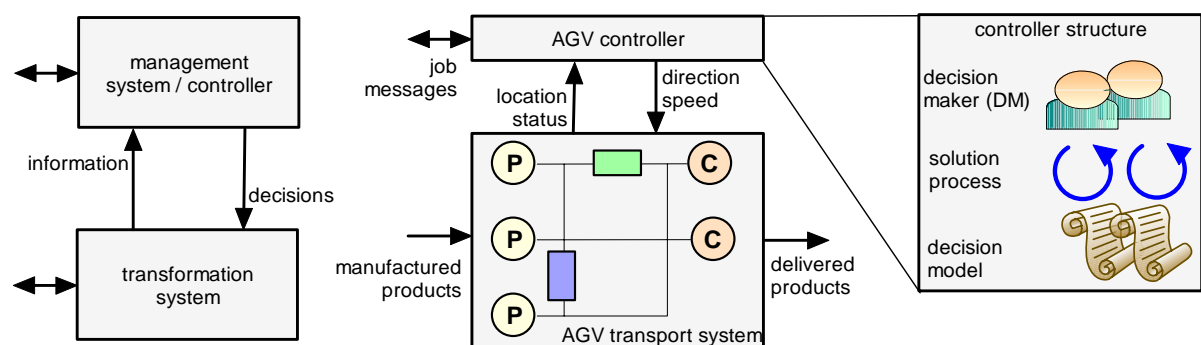 management
system / controller
information
decisions
transformation
system
AGV controller
job
messages
location
status
direction
speed
P
C
P
C
P
manufactured
products
delivered
products
AGV transport system
controller structure
decision
maker (DM)
solution
process
decision
model